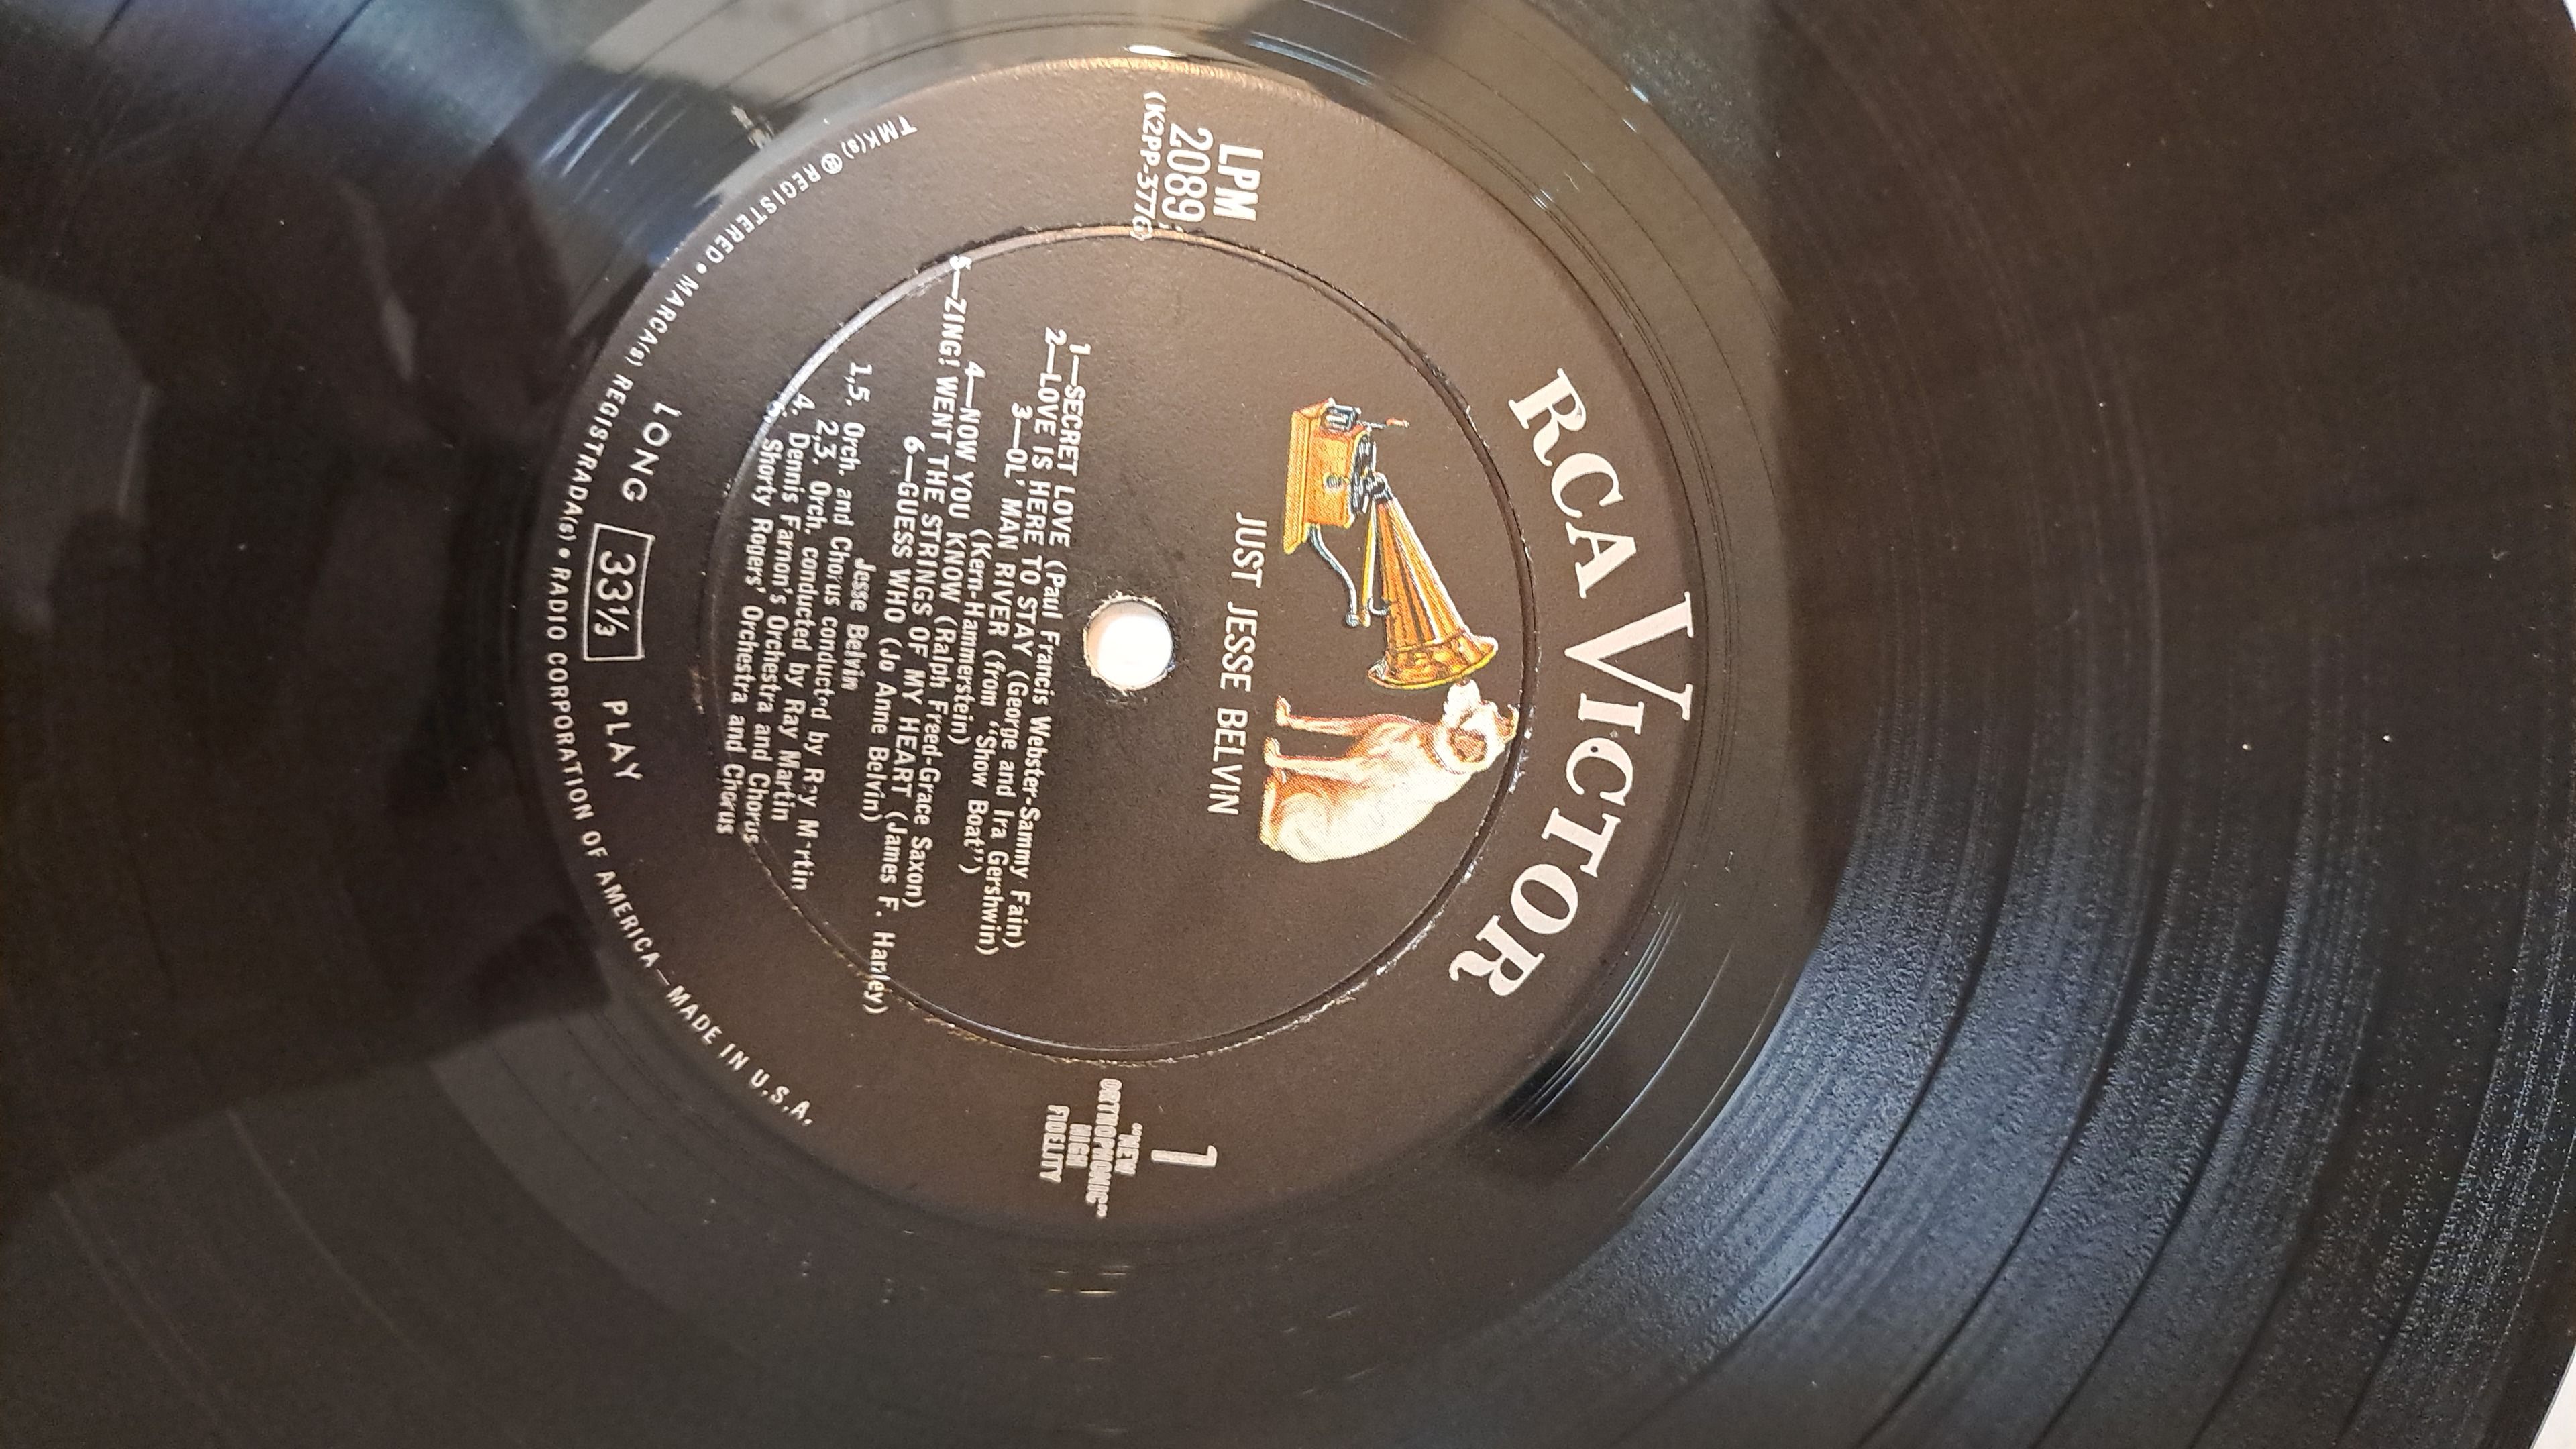 RCA VICTOR
JUST JESSE BELVIN
LPM
2089
(K2PP-3776)
1
"NEW
ORTHOPHONIC"
HIGH
FIDELITY
1—SECRET LOVE (Paul Francis Webster-Sammy Fain)
2—LOVE IS HERE TO STAY (George and Ira Gershwin)
3—OL' MAN RIVER (from "Show Boat")
(Kern-Hammerstein)
4—NOW YOU KNOW (Ralph Freed-Grace Saxon)
5—ZING! WENT THE STRINGS OF MY HEART (James F. Hanley)
6—GUESS WHO (Jo Anne Belvin)
Jesse Belvin
1,5. Orch. and Chorus conducted by Ray Martin
2,3. Orch. conducted by Ray Martin
4. Dennis Farnon's Orchestra and Chorus
Shorty Rogers' Orchestra and Chorus
LONG 33⅓ PLAY
TMK(s) ® REGISTERED • MARCA(s) REGISTRADA(s) • RADIO CORPORATION OF AMERICA—MADE IN U.S.A.